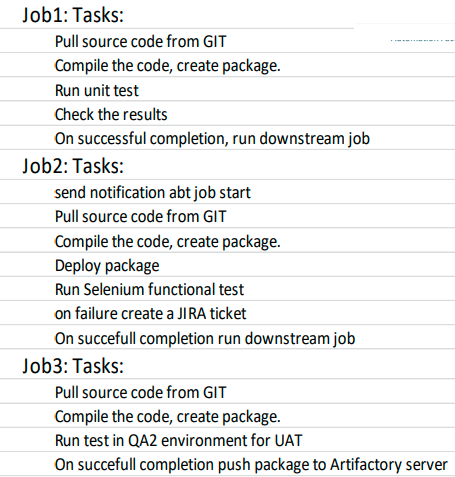 Job1: Tasks:
Pull source code from GIT
Compile the code, create package.
Run unit test
Check the results
On successful completion, run downstream job
Job2: Tasks:
send notification abt job start
Pull source code from GIT
Compile the code, create package.
Deploy package
Run Selenium functional test
on failure create a JIRA ticket
On succefull completion run downstream job
Job3: Tasks:
Pull source code from GIT
Compile the code, create package.
Run test in QA2 environment for UAT
On succefull completion push package to Artifactory server